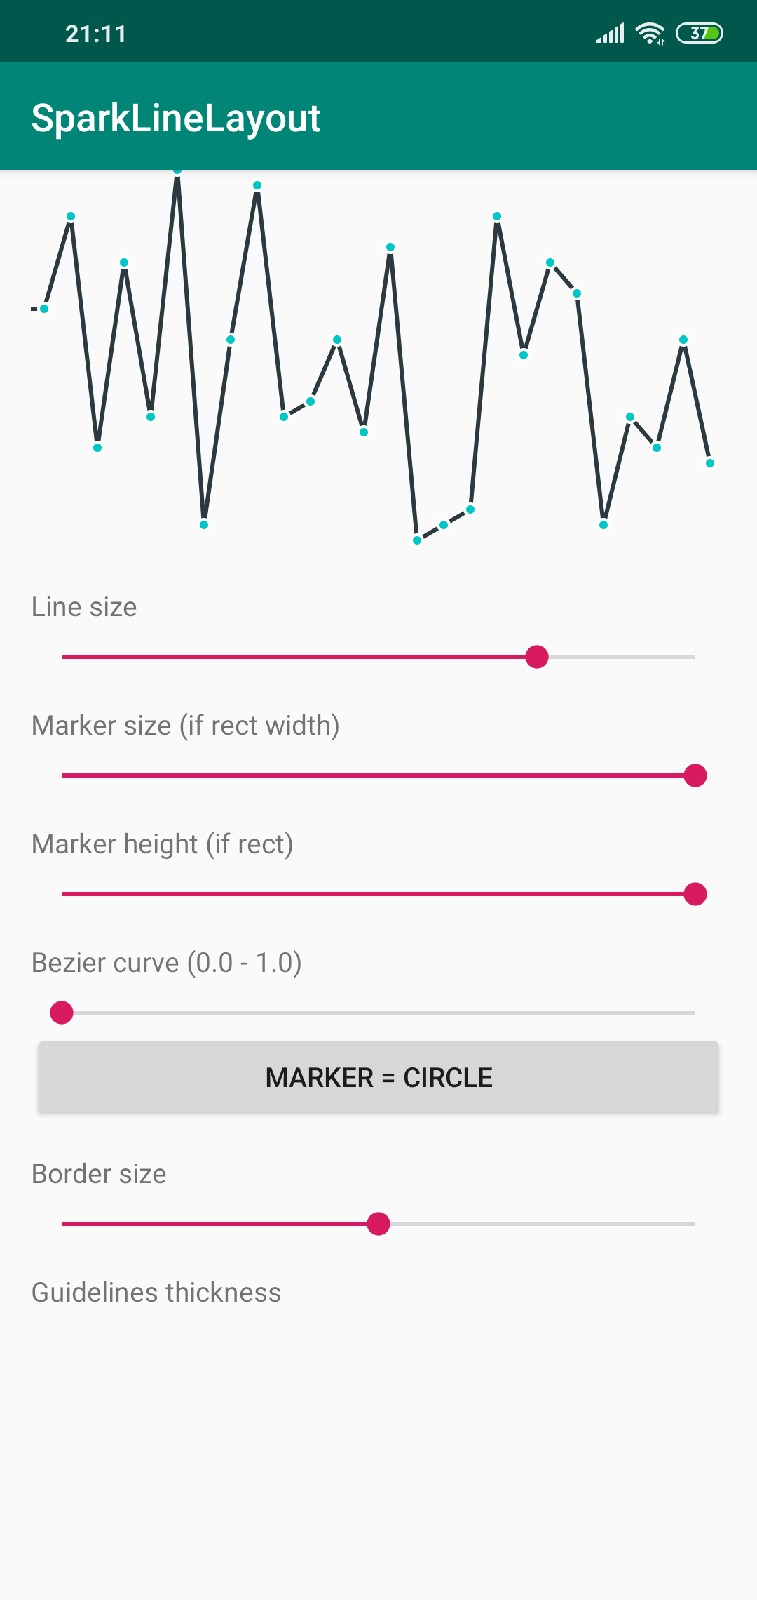 21:11
37
SparkLineLayout
Line size
Marker size (if rect width)
Marker height (if rect)
Bezier curve (0.0 - 1.0)
MARKER = CIRCLE
Border size
Guidelines thickness